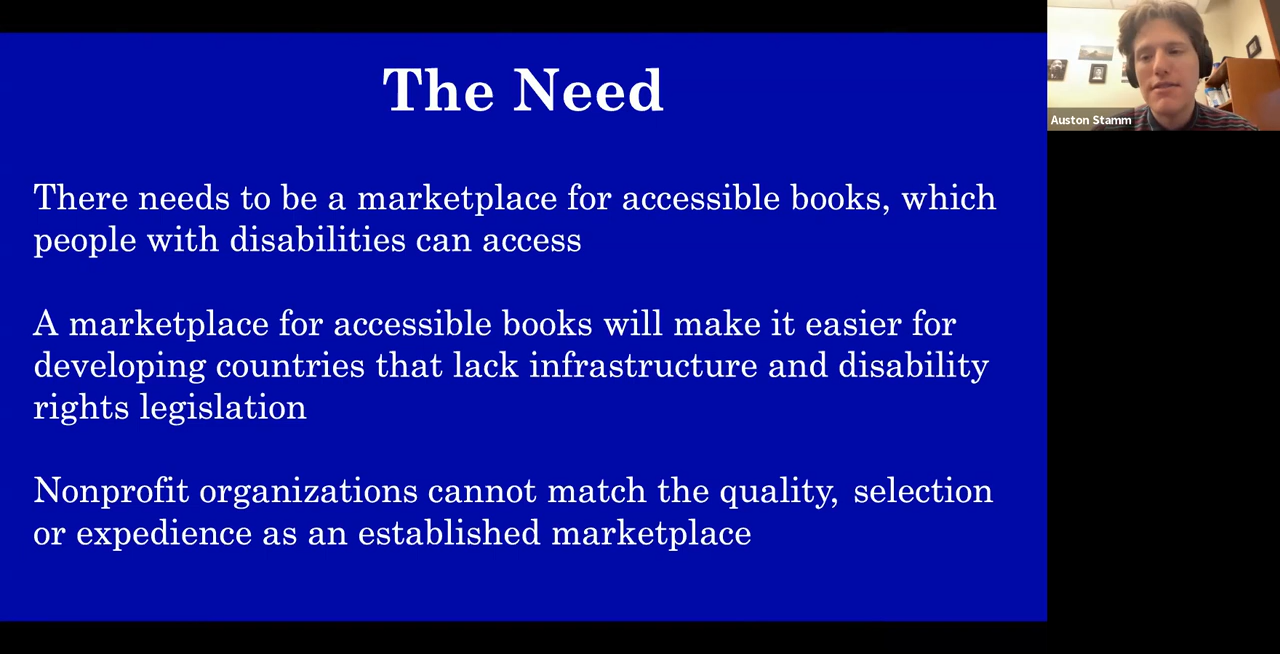 The Need
There needs to be a marketplace for accessible books, which
people with disabilities can access
A marketplace for accessible books will make it easier for
developing countries that lack infrastructure and disability
rights legislation
Nonprofit organizations cannot match the quality, selection
or expedience as an established marketplace
Auston Stamm